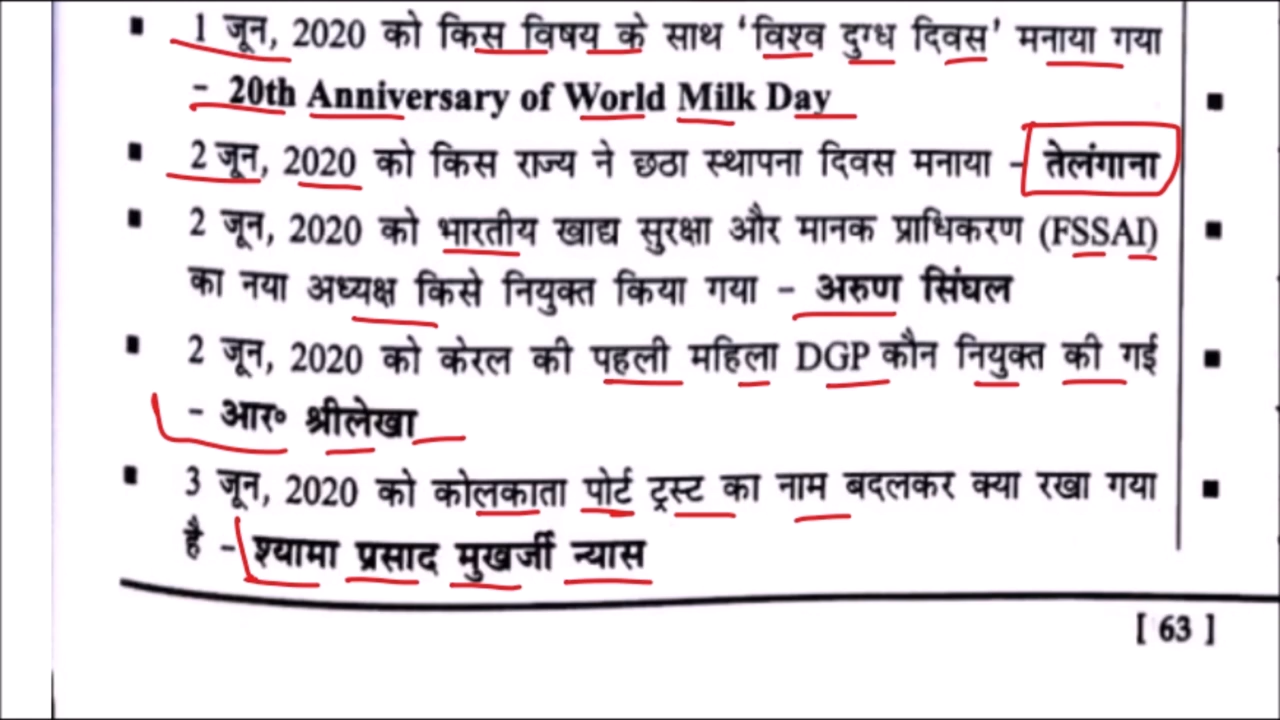 1 जून, 2020 को किस विषय के साथ ‘विश्व दुग्ध दिवस’ मनाया गया
– 20th Anniversary of World Milk Day
2 जून, 2020 को किस राज्य ने छठा स्थापना दिवस मनाया – तेलंगाना
2 जून, 2020 को भारतीय खाद्य सुरक्षा और मानक प्राधिकरण (FSSAI)
का नया अध्यक्ष किसे नियुक्त किया गया – अरुण सिंघल
2 जून, 2020 को केरल की पहली महिला DGP कौन नियुक्त की गई
– आर॰ श्रीलेखा
3 जून, 2020 को कोलकाता पोर्ट ट्रस्ट का नाम बदलकर क्या रखा गया
है – श्यामा प्रसाद मुखर्जी न्यास
[ 63 ]